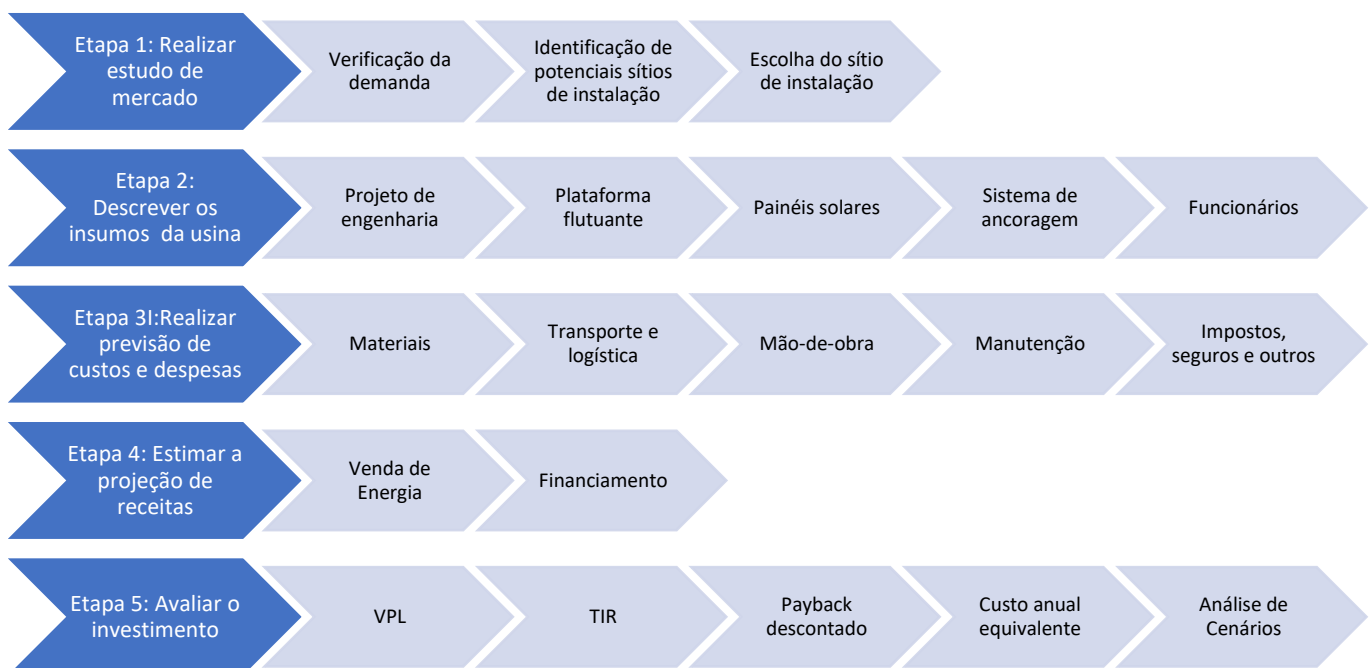 Etapa 1: Realizar
estudo de
mercado
Verificação da
demanda
Identificação de
potenciais sítios
de instalação
Escolha do sítio
de instalação
Etapa 2:
Descrever os
insumos da usina
Projeto de
engenharia
Plataforma
flutuante
Painéis solares
Sistema de
ancoragem
Funcionários
Etapa 3I:Realizar
previsão de
custos e despesas
Materiais
Transporte e
logística
Mão-de-obra
Manutenção
Impostos,
seguros e outros
Etapa 4: Estimar a
projeção de
receitas
Venda de
Energia
Financiamento
Etapa 5: Avaliar o
investimento
VPL
TIR
Payback
descontado
Custo anual
equivalente
Análise de
Cenários